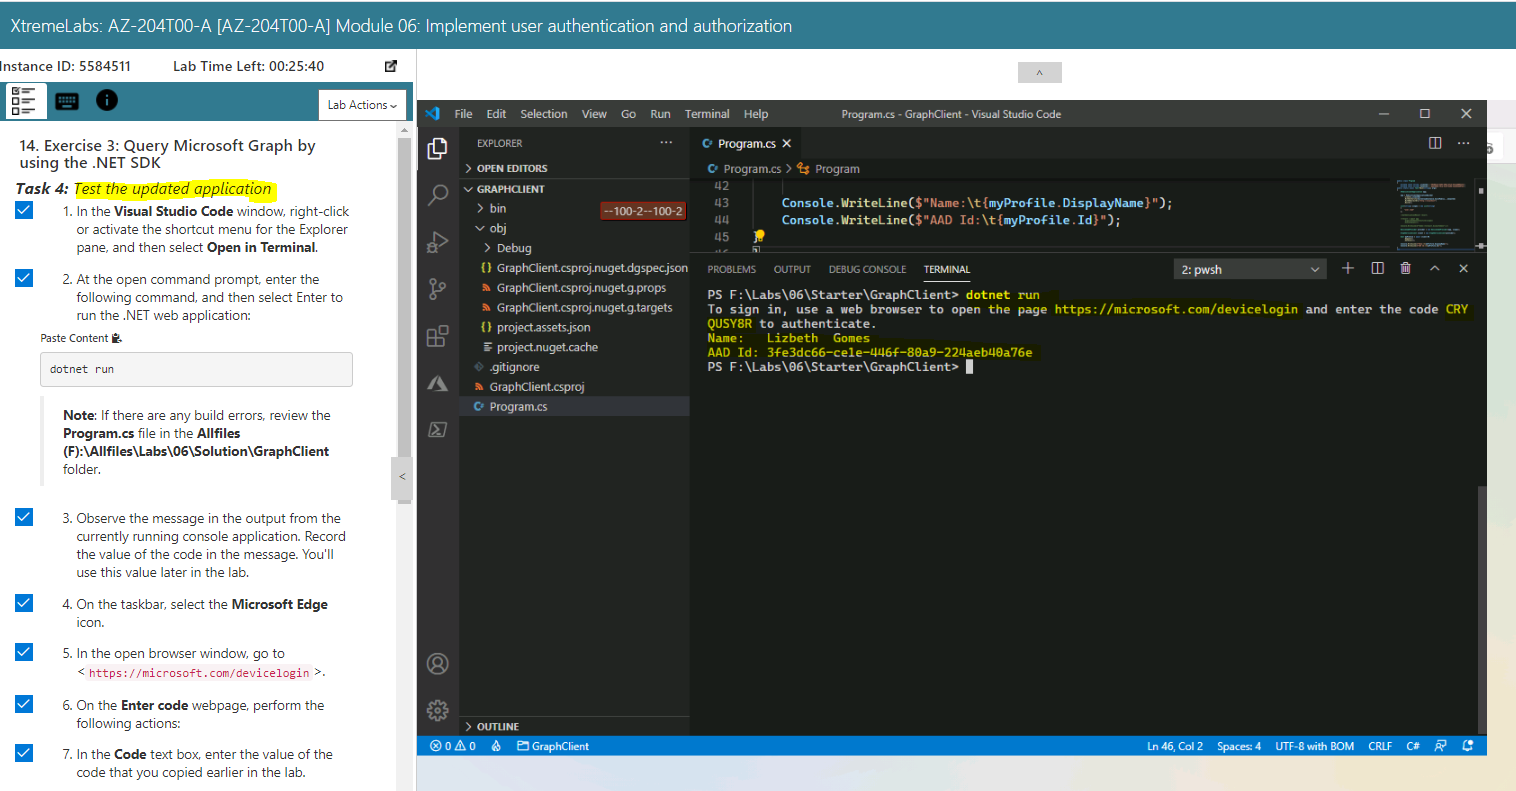 XtremeLabs: AZ-204T00-A [AZ-204T00-A] Module 06: Implement user authentication and authorization
Instance ID: 5584511
Lab Time Left: 00:25:40
Lab Actions
14. Exercise 3: Query Microsoft Graph by
using the .NET SDK
Task 4: Test the updated application
1. In the Visual Studio Code window, right-click
or activate the shortcut menu for the Explorer
pane, and then select Open in Terminal.
2. At the open command prompt, enter the
following command, and then select Enter to
run the .NET web application:
Paste Content
dotnet run
Note: If there are any build errors, review the
Program.cs file in the Allfiles
(F):\Allfiles\Labs\06\Solution\GraphClient
folder.
3. Observe the message in the output from the
currently running console application. Record
the value of the code in the message. You'll
use this value later in the lab.
4. On the taskbar, select the Microsoft Edge
icon.
5. In the open browser window, go to
<https://microsoft.com/devicelogin>.
6. On the Enter code webpage, perform the
following actions:
7. In the Code text box, enter the value of the
code that you copied earlier in the lab.
File Edit Selection View Go Run Terminal Help
Program.cs - GraphClient - Visual Studio Code
EXPLORER
OPEN EDITORS
GRAPHCLIENT
bin
--100-2--100-2
obj
Debug
GraphClient.csproj.nuget.dgspec.json
GraphClient.csproj.nuget.g.props
GraphClient.csproj.nuget.g.targets
project.assets.json
project.nuget.cache
.gitignore
GraphClient.csproj
Program.cs
OUTLINE
Program.cs
Program.cs > Program
42
43 Console.WriteLine($"Name:\t{myProfile.DisplayName}");
44 Console.WriteLine($"AAD Id:\t{myProfile.Id}");
45 }
PROBLEMS OUTPUT DEBUG CONSOLE TERMINAL
2: pwsh
PS F:\Labs\06\Starter\GraphClient> dotnet run
To sign in, use a web browser to open the page https://microsoft.com/devicelogin and enter the code CRY
QUSY8R to authenticate.
Name: Lizbeth Gomes
AAD Id: 3fe3dc66-cele-446f-80a9-224aeb40a76e
PS F:\Labs\06\Starter\GraphClient>
0 0
GraphClient
Ln 46, Col 2 Spaces: 4 UTF-8 with BOM CRLF C#